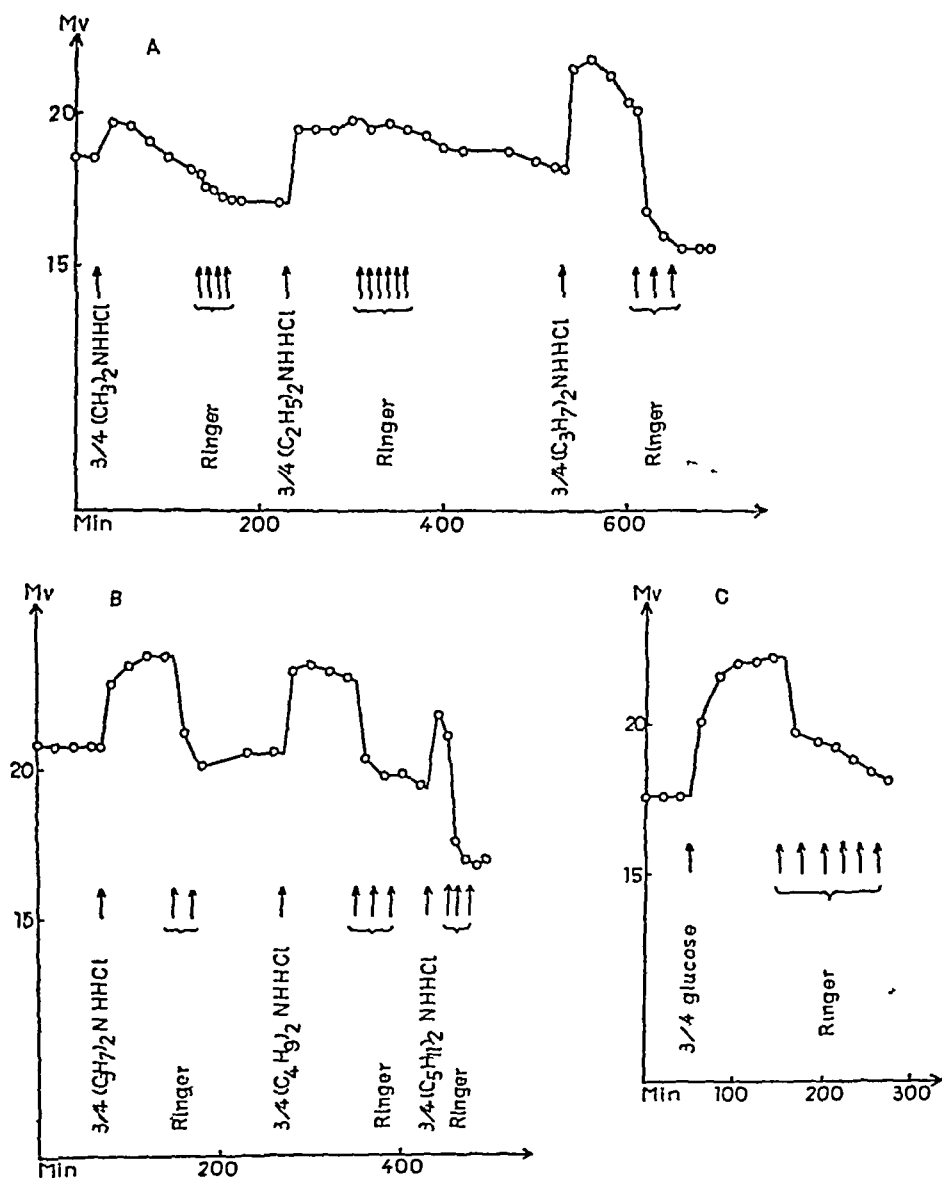 Mv
A
20
15
3/4 (CH3)2 NHHCl
Ringer
3/4 (C2H5)2 NHHCl
Ringer
3/4 (C3H7)2 NHHCl
Ringer
Min
200
400
600
Mv
B
20
15
3/4 (C3H7)2 NHHCl
Ringer
3/4 (C4H9)2 NHHCl
Ringer
3/4 (C5H11)2 NHHCl
Ringer
Min
200
400
Mv
C
20
15
3/4 glucose
Ringer
Min
100
200
300